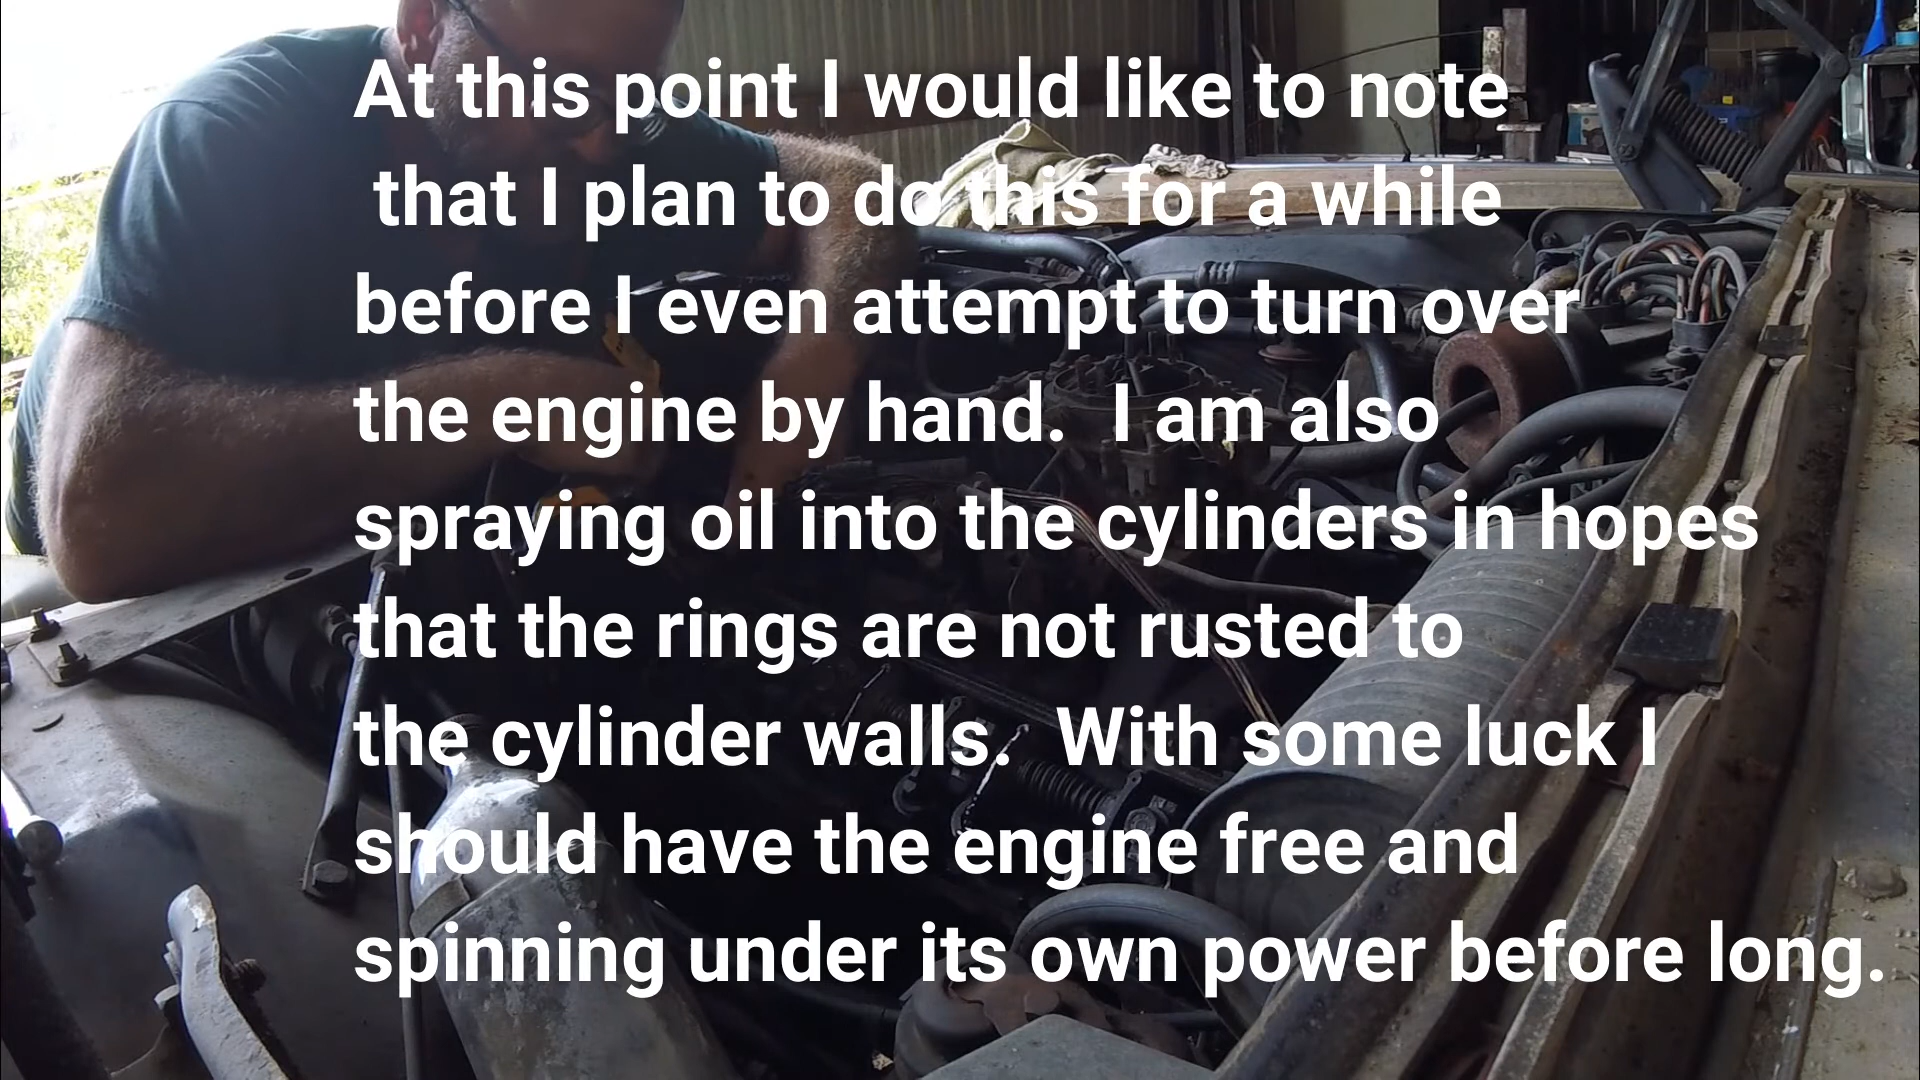 At this point I would like to note
that I plan to do this for a while
before I even attempt to turn over
the engine by hand.  I am also
spraying oil into the cylinders in hopes
that the rings are not rusted to
the cylinder walls.  With some luck I
should have the engine free and
spinning under its own power before long.